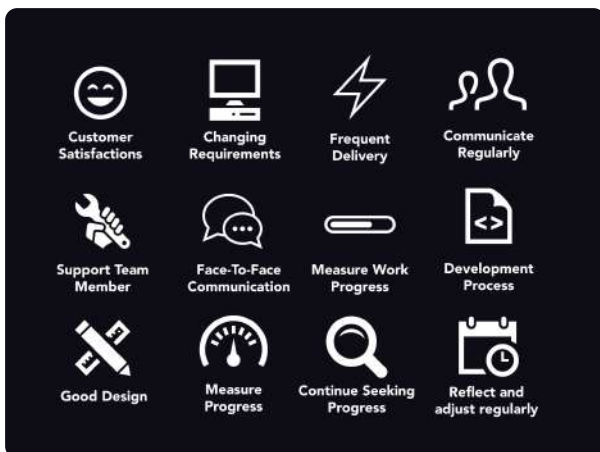 Customer
Satisfactions
Changing
Requirements
Frequent
Delivery
Communicate
Regularly
Support Team
Member
Face-To-Face
Communication
Measure Work
Progress
Development
Process
Good Design
Measure
Progress
Continue Seeking
Progress
Reflect and
adjust regularly